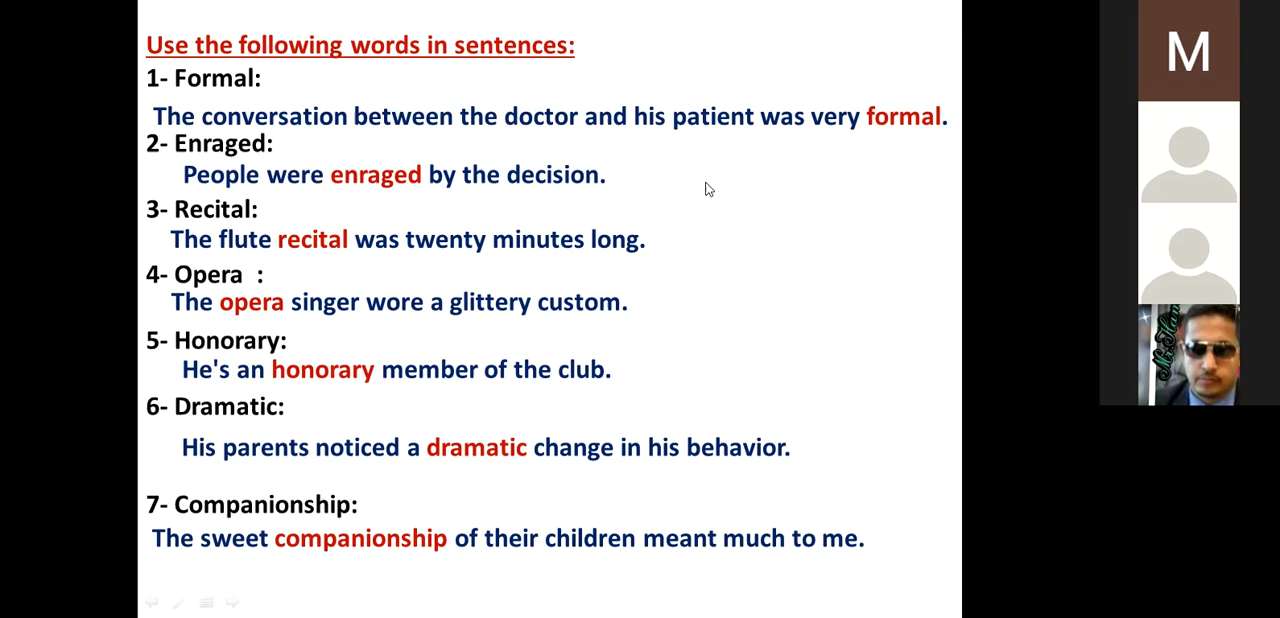 Use the following words in sentences:
1- Formal:
The conversation between the doctor and his patient was very formal.
2- Enraged:
People were enraged by the decision.
3- Recital:
The flute recital was twenty minutes long.
4- Opera :
The opera singer wore a glittery custom.
5- Honorary:
He's an honorary member of the club.
6- Dramatic:
His parents noticed a dramatic change in his behavior.
7- Companionship:
The sweet companionship of their children meant much to me.
M